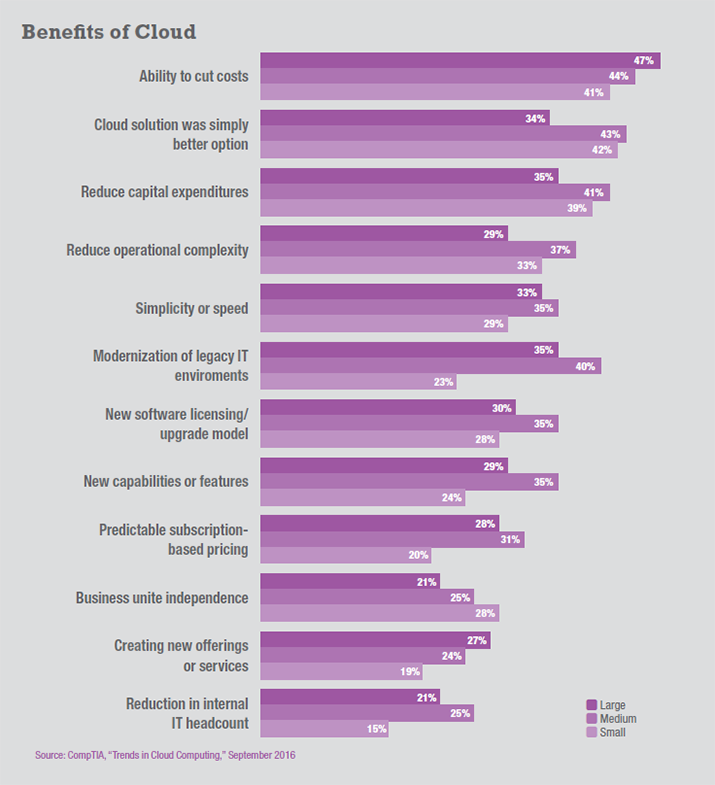 Benefits of Cloud
Ability to cut costs
47%
44%
41%
Cloud solution was simply
better option
34%
43%
42%
Reduce capital expenditures
35%
41%
39%
Reduce operational complexity
29%
37%
33%
Simplicity or speed
33%
35%
29%
Modernization of legacy IT
enviroments
35%
40%
23%
New software licensing/
upgrade model
30%
35%
28%
New capabilities or features
29%
35%
24%
Predictable subscription-
based pricing
28%
31%
20%
Business unite independence
21%
25%
28%
Creating new offerings
or services
27%
24%
19%
Reduction in internal
IT headcount
21%
25%
15%
Large
Medium
Small
Source: CompTIA, “Trends in Cloud Computing,” September 2016